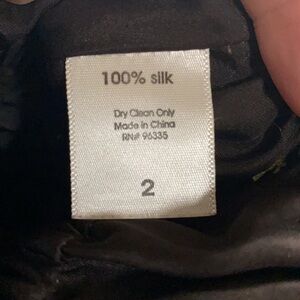 100% silk
Dry Clean Only
Made in China
RN# 96335
2